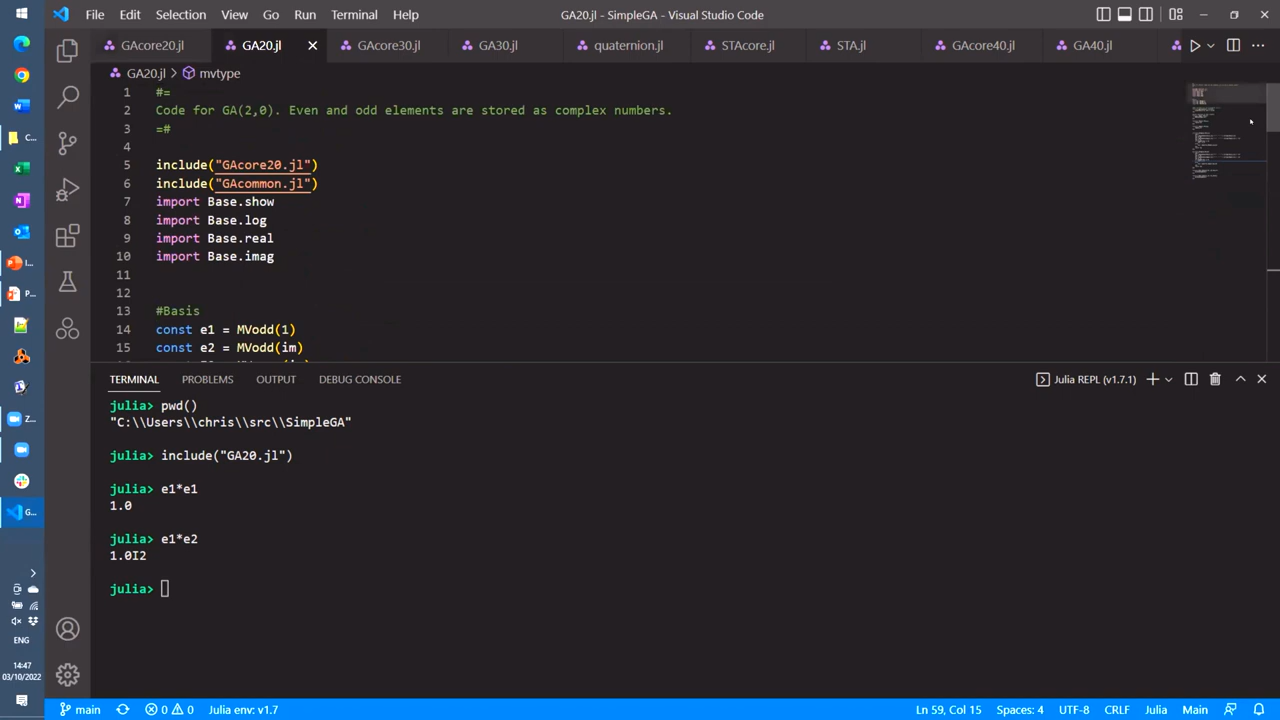 File Edit Selection View Go Run Terminal Help
GA20.jl - SimpleGA - Visual Studio Code
GAcore20.jl GA20.jl GAcore30.jl GA30.jl quaternion.jl STAcore.jl STA.jl GAcore40.jl GA40.jl
GA20.jl > mvtype
1 #=
2 Code for GA(2,0). Even and odd elements are stored as complex numbers.
3 =#
4
5 include("GAcore20.jl")
6 include("GAcommon.jl")
7 import Base.show
8 import Base.log
9 import Base.real
10 import Base.imag
11
12
13 #Basis
14 const e1 = MVodd(1)
15 const e2 = MVodd(im)
TERMINAL PROBLEMS OUTPUT DEBUG CONSOLE
Julia REPL (v1.7.1)
julia> pwd()
"C:\\Users\\chris\\src\\SimpleGA"
julia> include("GA20.jl")
julia> e1*e1
1.0
julia> e1*e2
1.0I2
julia>
C...
I...
P...
Z...
G...
ENG
14:47
03/10/2022
main 0 0 Julia env: v1.7
Ln 59, Col 15 Spaces: 4 UTF-8 CRLF Julia Main